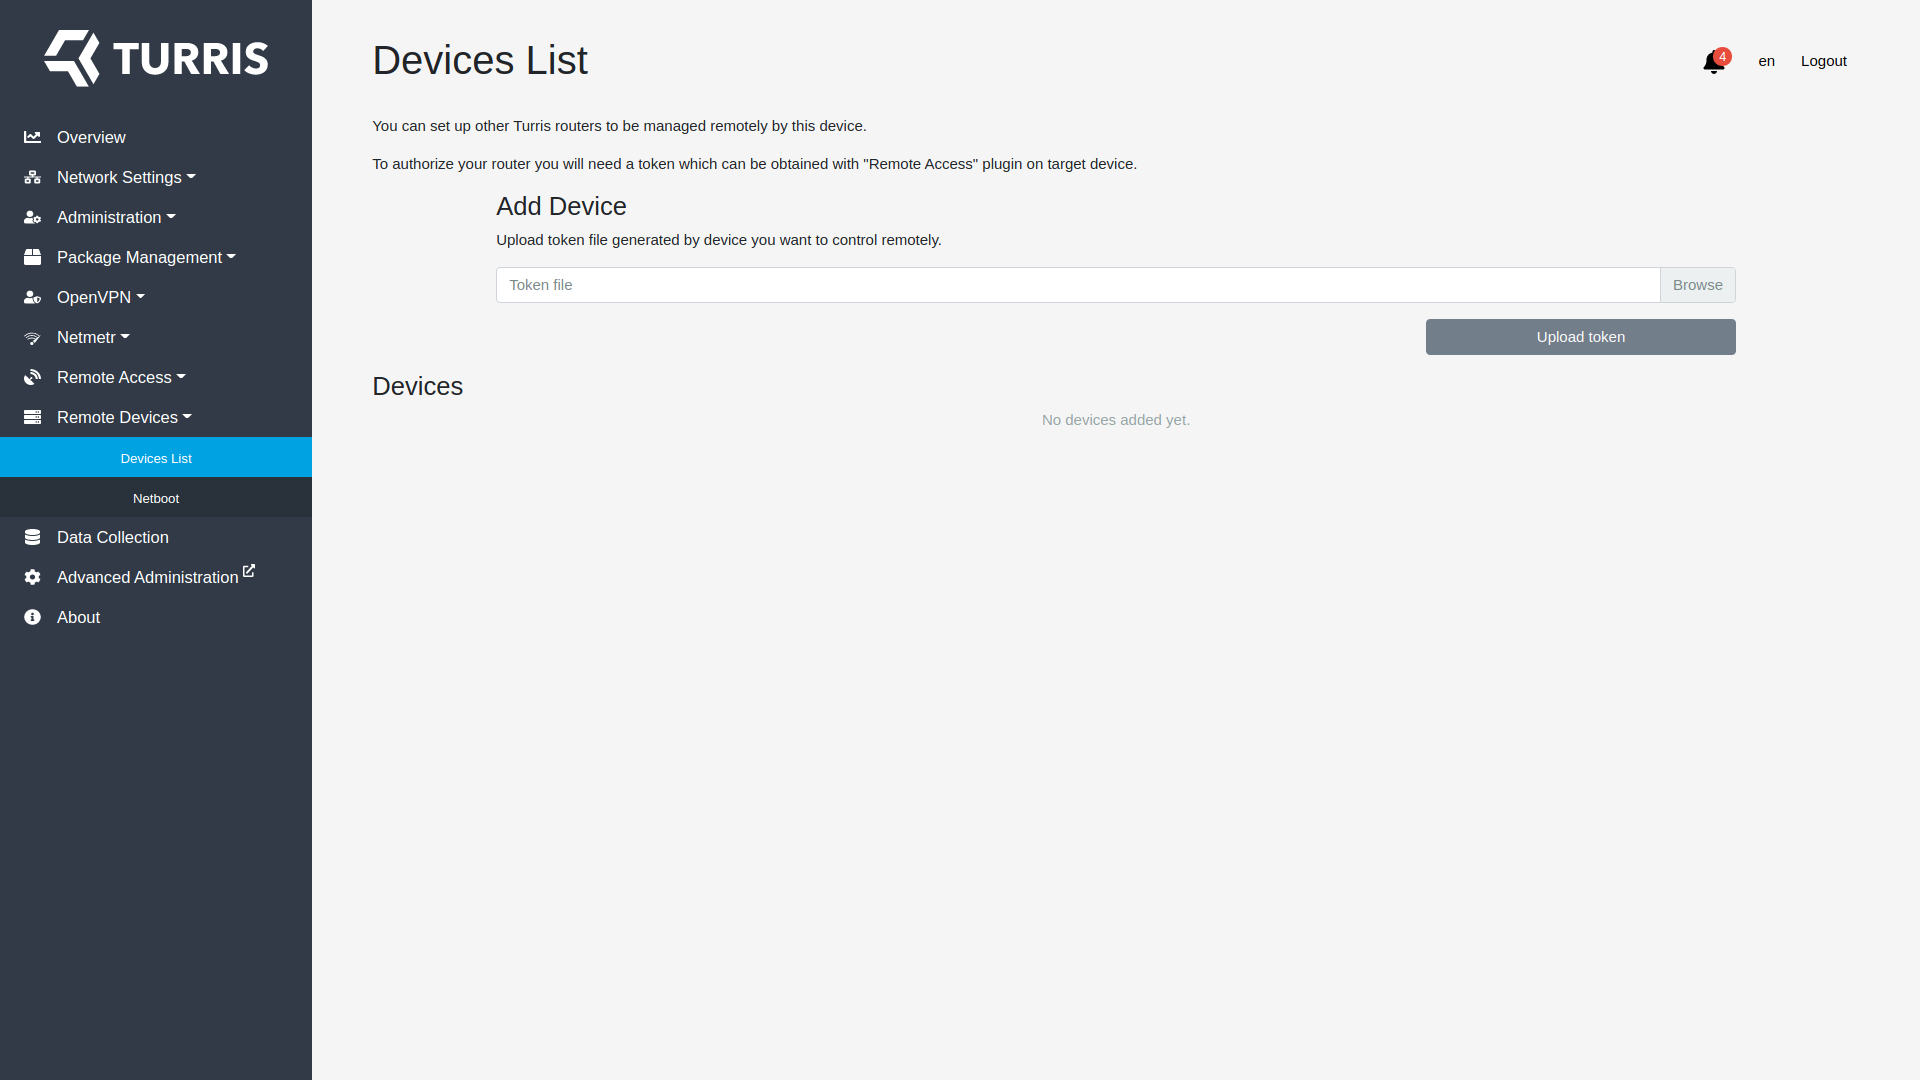 TURRIS
Overview
Network Settings
Administration
Package Management
OpenVPN
Netmetr
Remote Access
Remote Devices
Devices List
Netboot
Data Collection
Advanced Administration
About
Devices List
4
en
Logout
You can set up other Turris routers to be managed remotely by this device.
To authorize your router you will need a token which can be obtained with "Remote Access" plugin on target device.
Add Device
Upload token file generated by device you want to control remotely.
Token file
Browse
Upload token
Devices
No devices added yet.